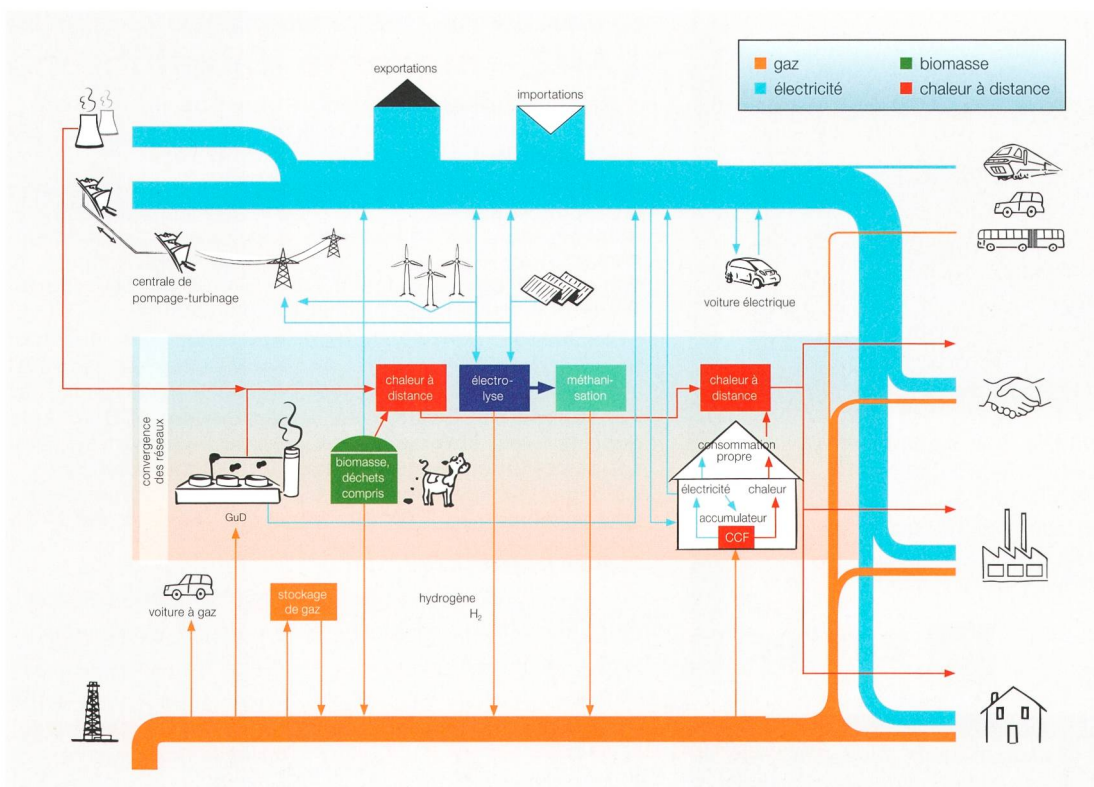 exportations
importations
gaz
biomasse
électricité
chaleur à distance
centrale de
pompage-turbinage
voiture électrique
convergence
des réseaux
chaleur à
distance
électro-
lyse
méthani-
sation
chaleur à
distance
biomasse,
déchets
compris
consommation
propre
électricité
chaleur
accumulateur
CCF
GuD
voiture à gaz
stockage
de gaz
hydrogène
H₂